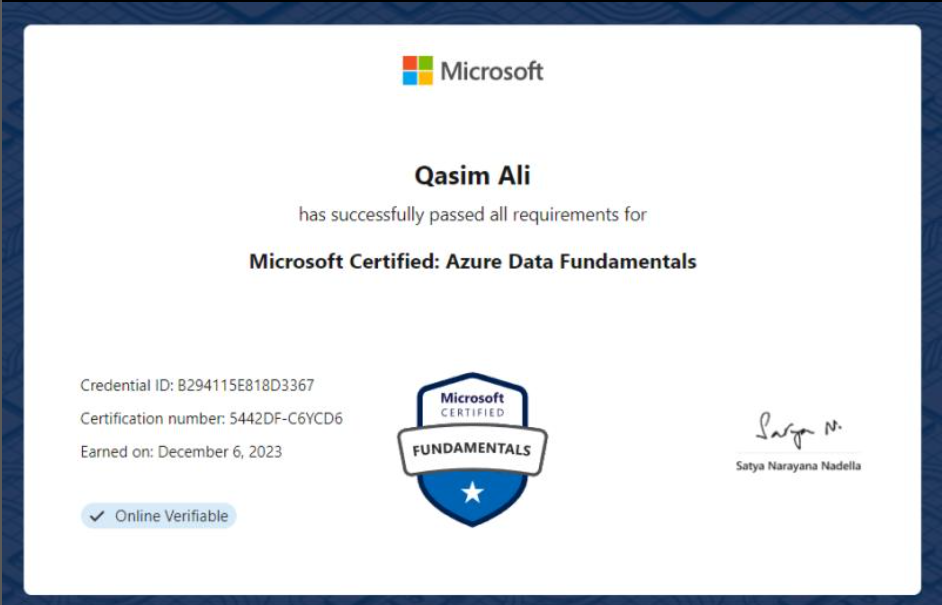 Microsoft
Qasim Ali
has successfully passed all requirements for
Microsoft Certified: Azure Data Fundamentals
Credential ID: B294115E818D3367
Certification number: 5442DF-C6YCD6
Earned on: December 6, 2023
Online Verifiable
Microsoft
CERTIFIED
FUNDAMENTALS
Satya N.
Satya Narayana Nadella